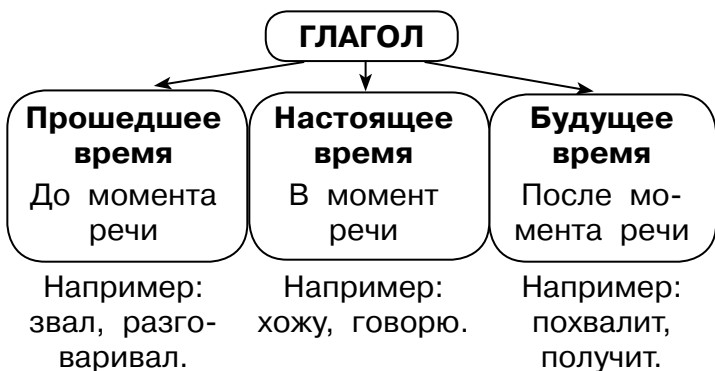 ГЛАГОЛ
Прошедшее
время
До момента
речи
Настоящее
время
В момент
речи
Будущее
время
После мо-
мента речи
Например:
звал, разго-
варивал.
Например:
хожу, говорю.
Например:
похвалит,
получит.